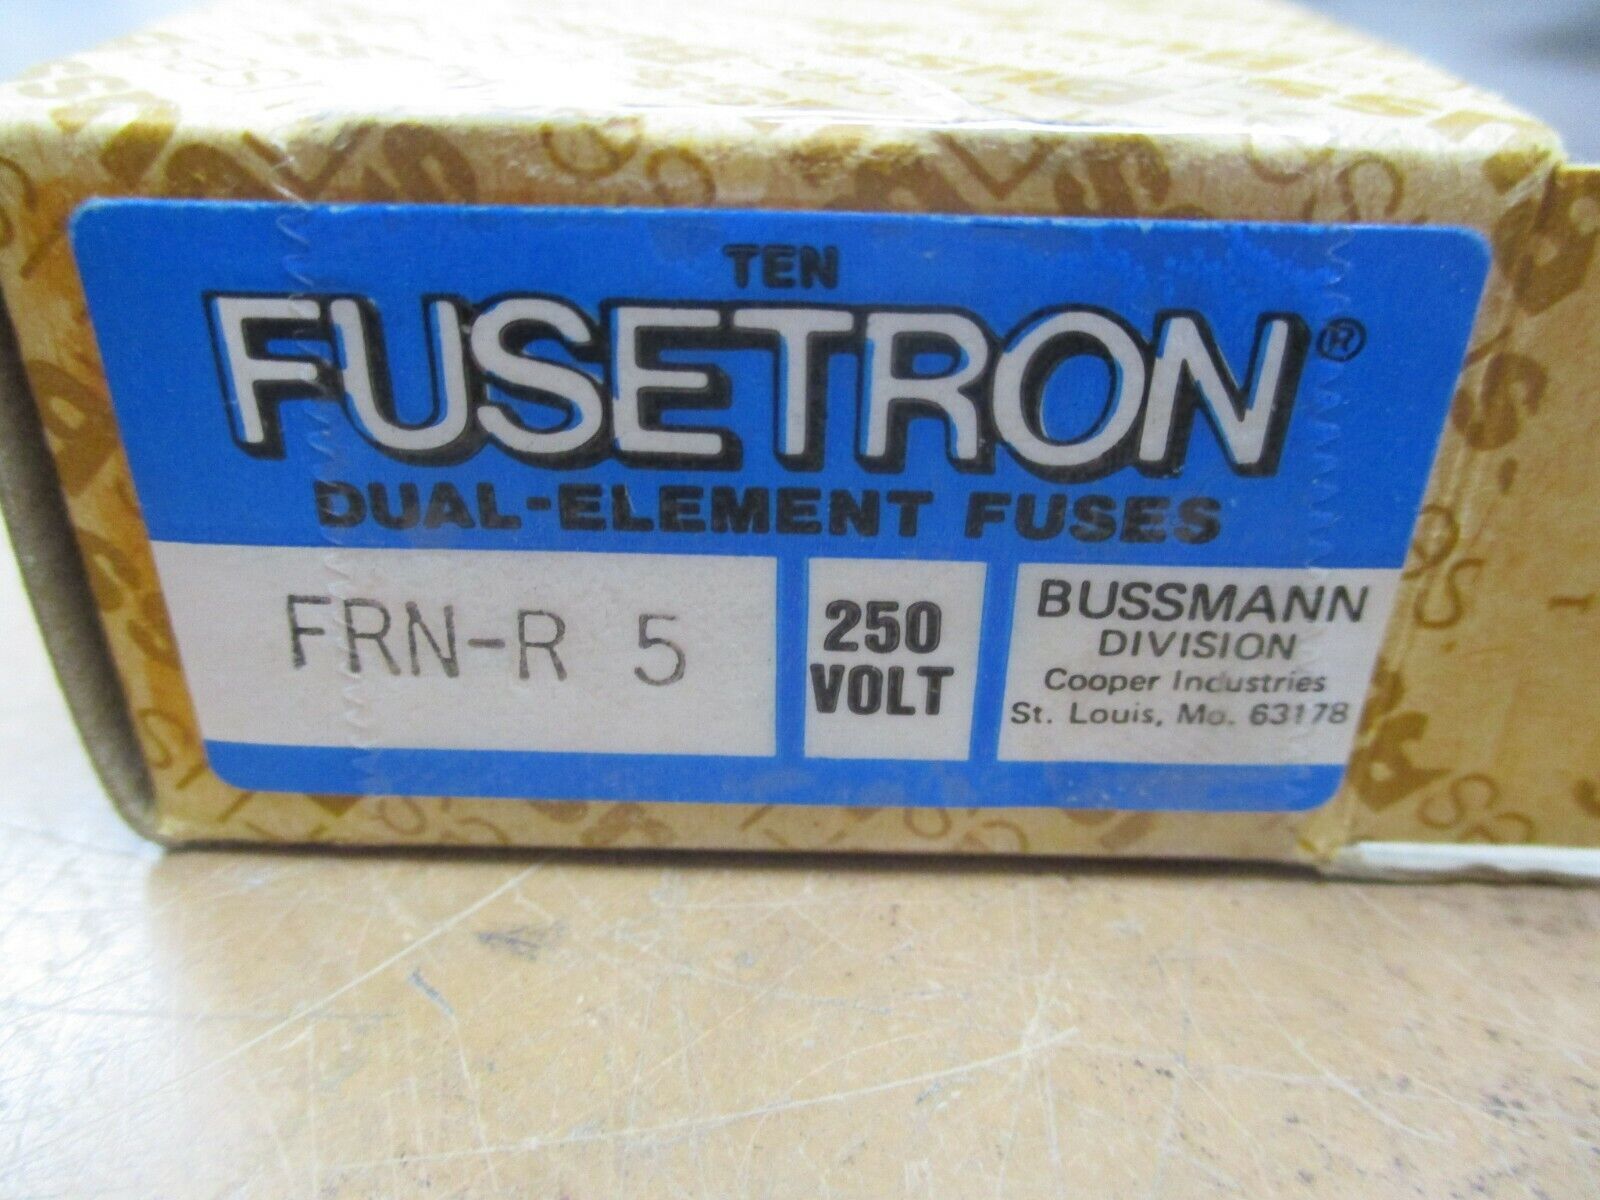 TEN
FUSETRON®
DUAL-ELEMENT FUSES
FRN-R 5
250
VOLT
BUSSMANN
DIVISION
Cooper Industries
St. Louis, Mo. 63178